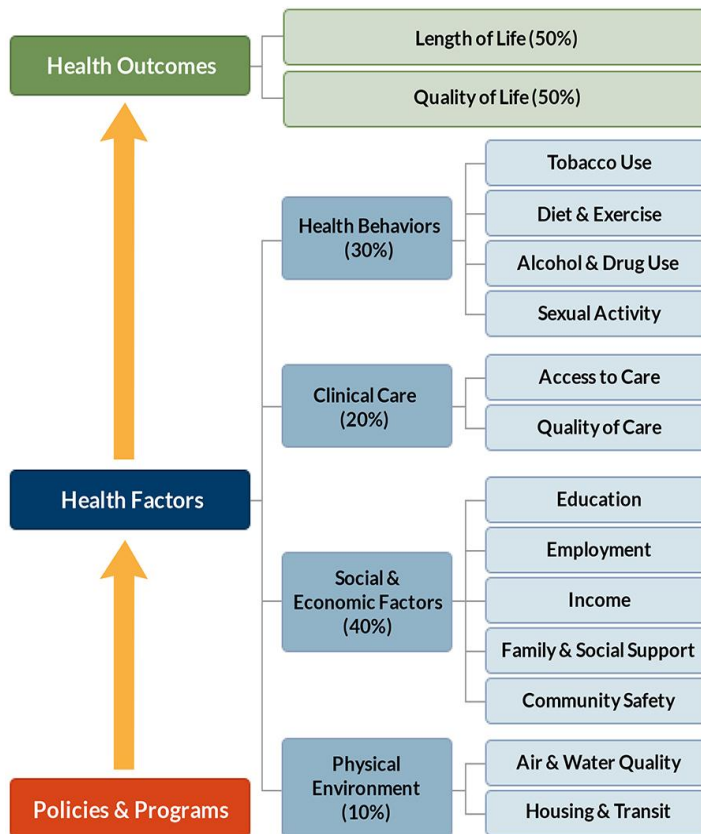 Health Outcomes
Length of Life (50%)
Quality of Life (50%)
Health Factors
Health Behaviors
(30%)
Tobacco Use
Diet & Exercise
Alcohol & Drug Use
Sexual Activity
Clinical Care
(20%)
Access to Care
Quality of Care
Social &
Economic Factors
(40%)
Education
Employment
Income
Family & Social Support
Community Safety
Physical
Environment
(10%)
Air & Water Quality
Housing & Transit
Policies & Programs